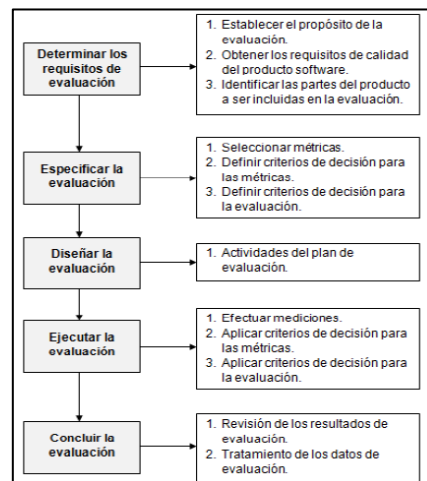 Determinar los
requisitos de
evaluación
1. Establecer el propósito de la
evaluación.
2. Obtener los requisitos de calidad
del producto software.
3. Identificar las partes del producto
a ser incluidas en la evaluación.
Especificar la
evaluación
1. Seleccionar métricas.
2. Definir criterios de decisión para
las métricas.
3. Definir criterios de decisión para
la evaluación.
Diseñar la
evaluación
1. Actividades del plan de
evaluación.
Ejecutar la
evaluación
1. Efectuar mediciones.
2. Aplicar criterios de decisión para
las métricas.
3. Aplicar criterios de decisión para
la evaluación.
Concluir la
evaluación
1. Revisión de los resultados de
evaluación.
2. Tratamiento de los datos de
evaluación.